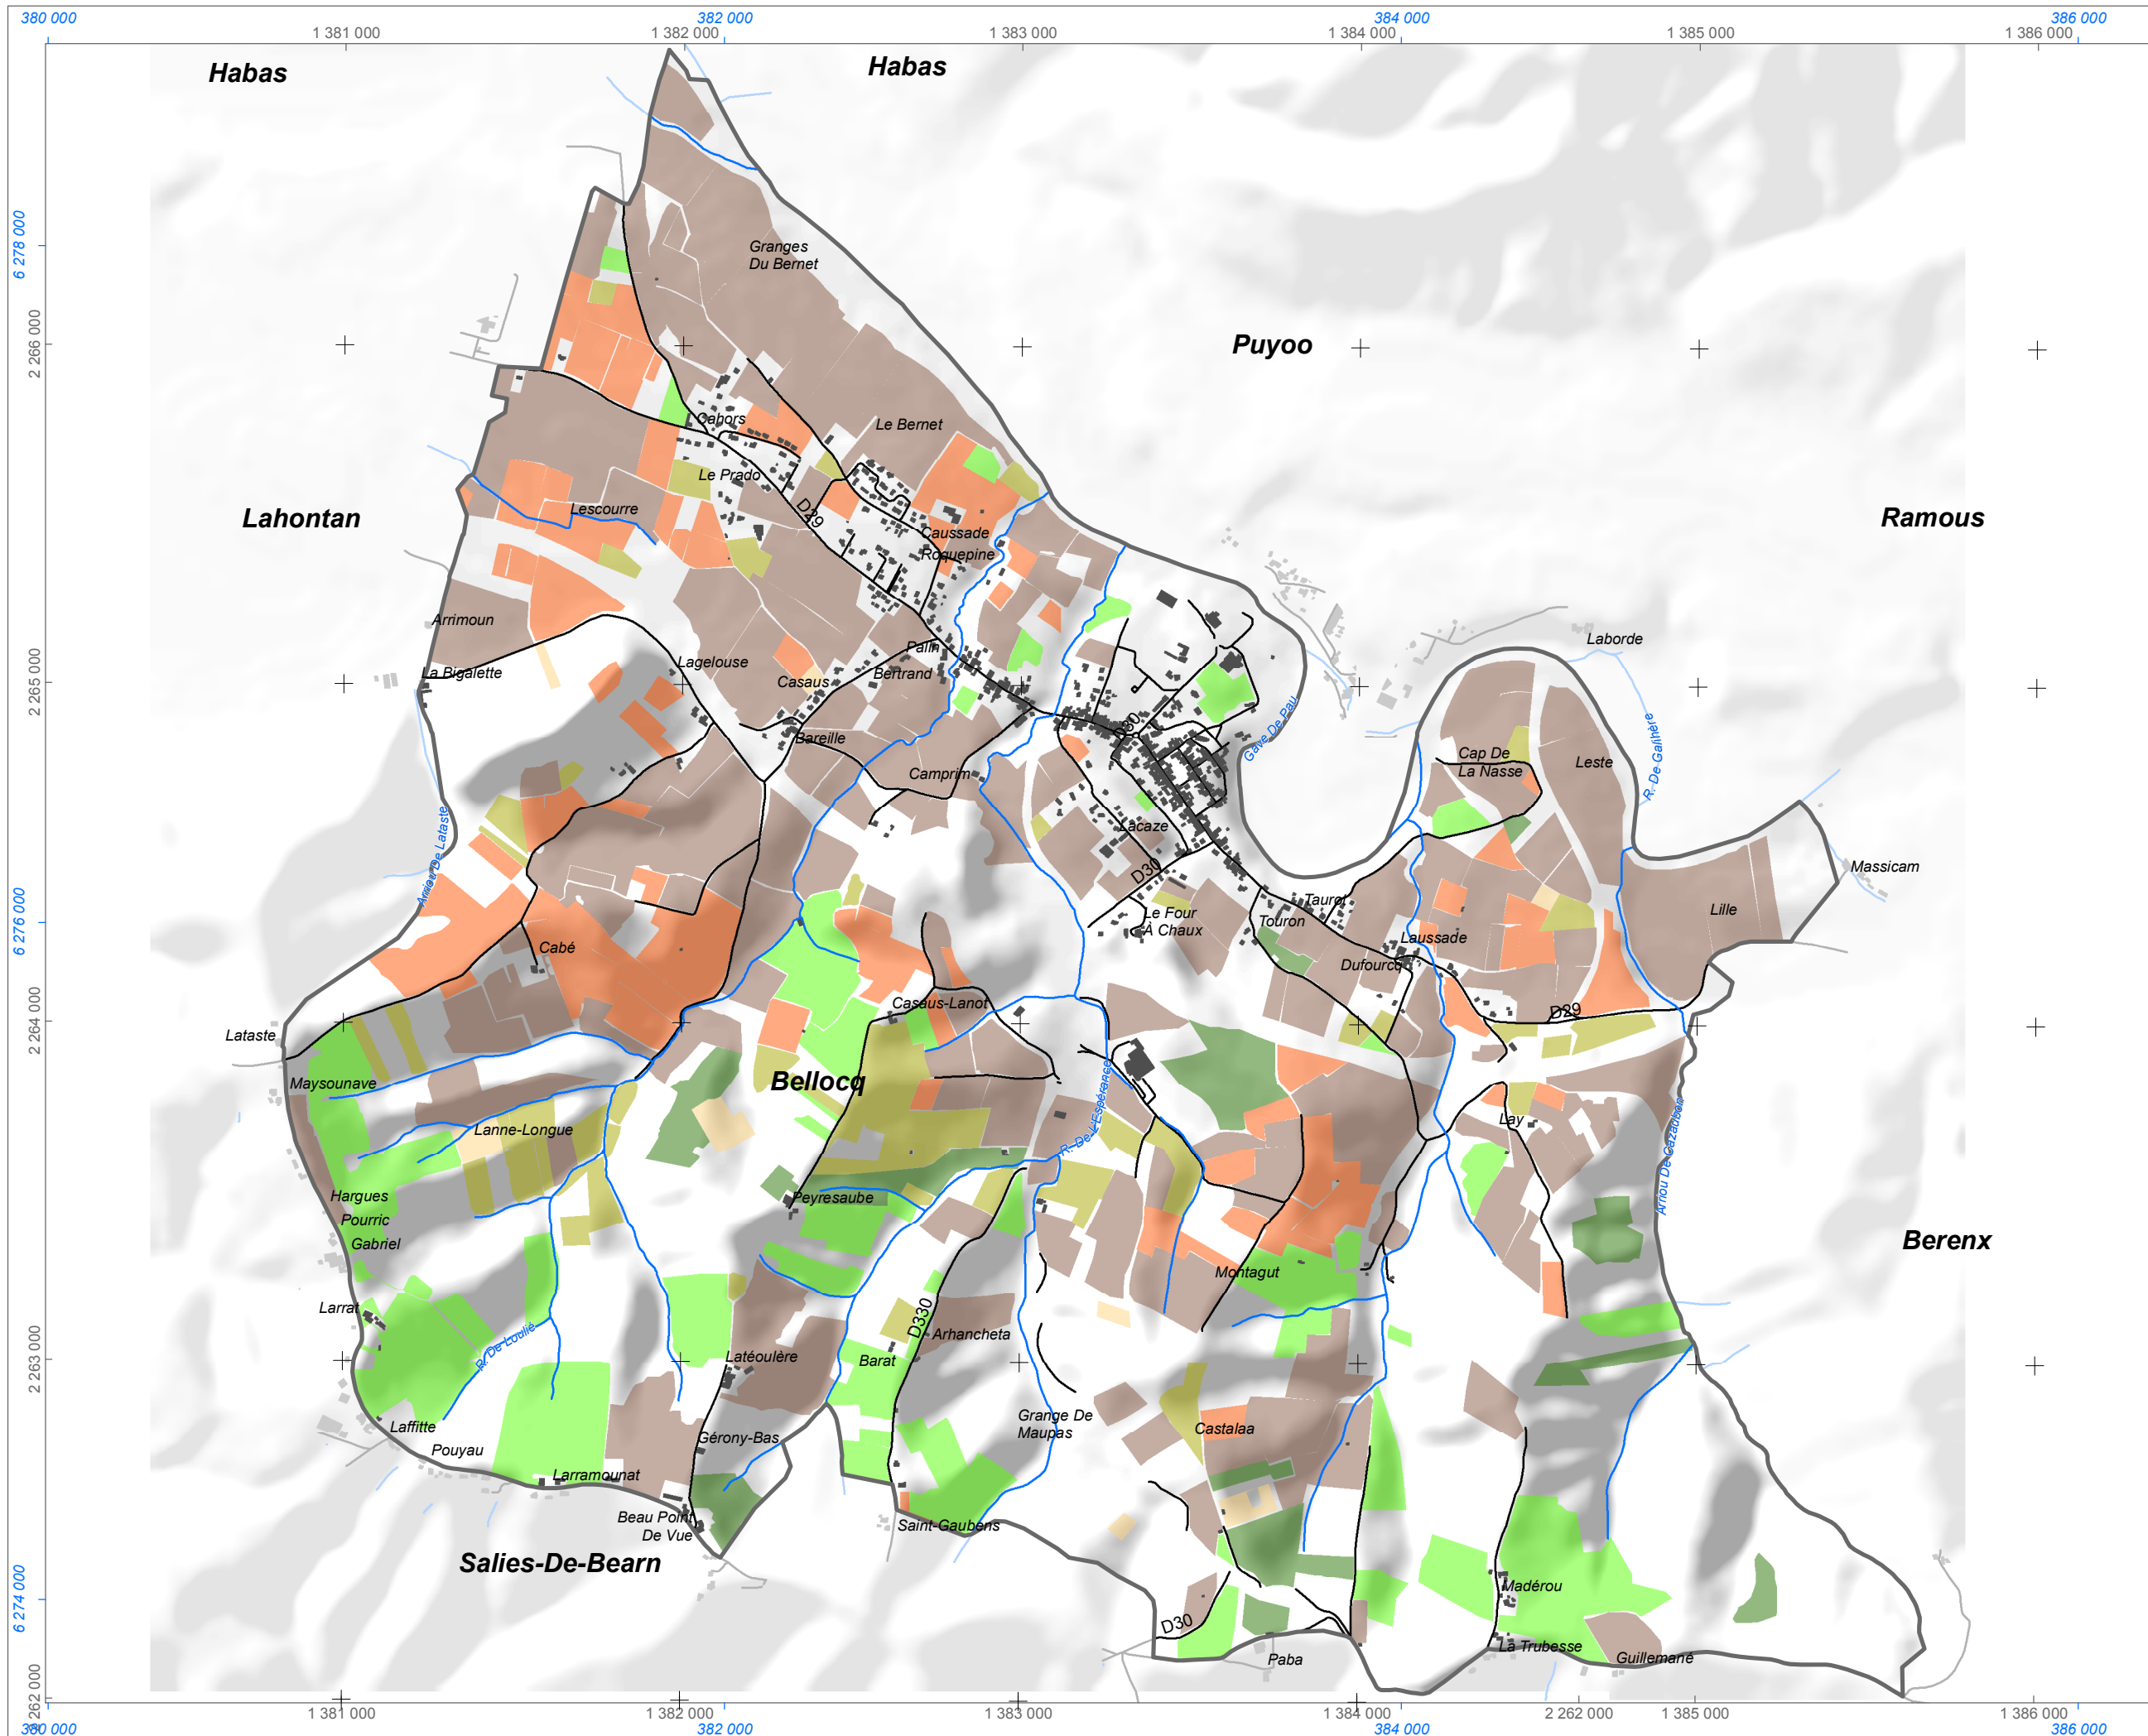 380 000
382 000
384 000
386 000
1 381 000
1 382 000
1 383 000
1 384 000
1 385 000
1 386 000
Habas
Habas
6 278 000
Granges
Du Bernet
2 266 000
Puyoo
Cahors
Le Bernet
Le Prado
Lahontan
Lescourre
D29
Ramous
Caussade
Roquepine
Arrimoun
Laborde
2 265 000
La Bigalette
Lagelouse
Palin
Casaus
Bertrand
Gave De Pau
R. De Galihère
D30
Bareille
Camprim
Cap De
La Nasse
Leste
Arriou De Lataste
Lacaze
D30
Massicam
6 276 000
Cabé
Le Four
À Chaux
Taurot
Touron
Lille
Laussade
Dufourcq
2 264 000
Casaus-Lanot
D29
Lataste
Maysounave
Bellocq
R. De L'Espérance
Arriou De Cazaubon
Lanne-Longue
Lay
Hargues
Peyresaube
Pourric
Gabriel
Berenx
Montagut
Larrat
D330
R. De Loulié
Arhancheta
2 263 000
Latéoulère
Barat
Laffitte
Pouyau
Gérony-Bas
Grange De
Maupas
Castalaa
Larramounat
Beau Point
De Vue
Saint-Gaubens
Salies-De-Bearn
6 274 000
Madérou
D30
La Trubesse
Paba
Guillemané
2 262 000
1 381 000
1 382 000
1 383 000
1 384 000
2 262 000
1 385 000
1 386 000
380 000
382 000
384 000
386 000